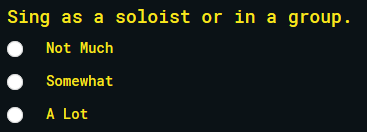 Sing as a soloist or in a group.
Not Much
Somewhat
A Lot